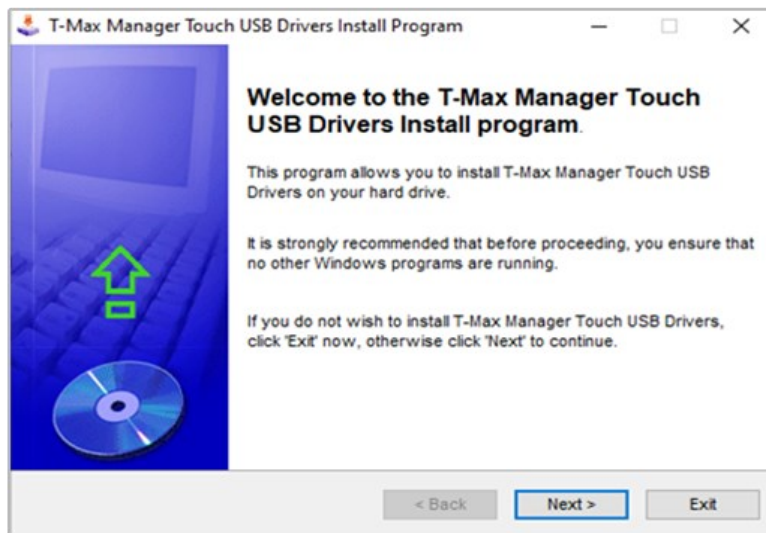 T-Max Manager Touch USB Drivers Install Program
Welcome to the T-Max Manager Touch
USB Drivers Install program.
This program allows you to install T-Max Manager Touch USB
Drivers on your hard drive.
It is strongly recommended that before proceeding, you ensure that
no other Windows programs are running.
If you do not wish to install T-Max Manager Touch USB Drivers,
click 'Exit' now, otherwise click 'Next' to continue.
< Back Next > Exit